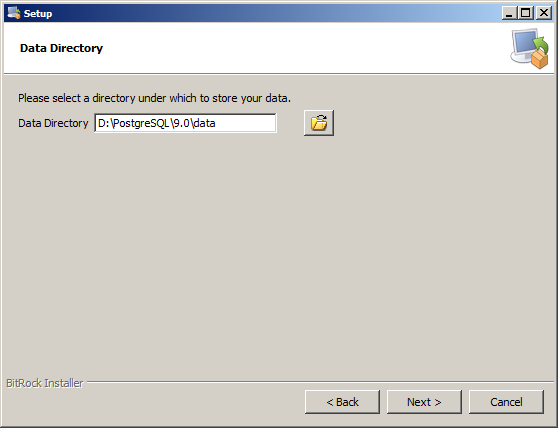 Setup
Data Directory
Please select a directory under which to store your data.
Data Directory D:\PostgreSQL\9.0\data
BitRock Installer
< Back Next > Cancel